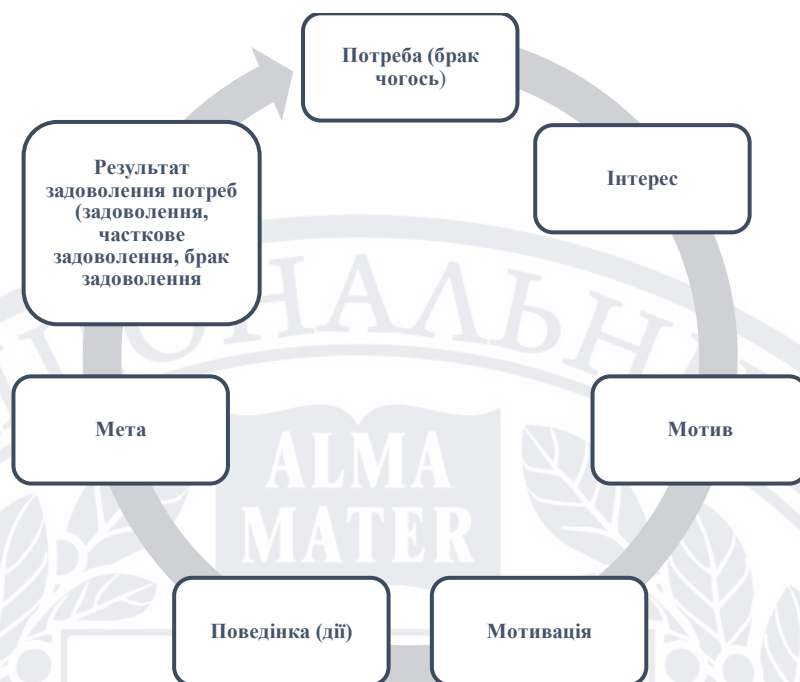 Потреба (брак
чогось)
Інтерес
Мотив
Мотивація
Поведінка (дії)
Мета
Результат
задоволення потреб
(задоволення,
часткове
задоволення, брак
задоволення
ALMA
MATER